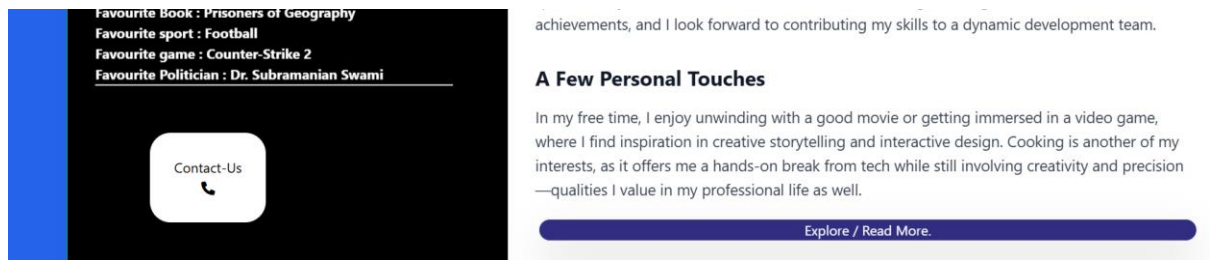 Favourite Book : Prisoners of Geography
Favourite sport : Football
Favourite game : Counter-Strike 2
Favourite Politician : Dr. Subramanian Swami
Contact-Us
achievements, and I look forward to contributing my skills to a dynamic development team.
A Few Personal Touches
In my free time, I enjoy unwinding with a good movie or getting immersed in a video game,
where I find inspiration in creative storytelling and interactive design. Cooking is another of my
interests, as it offers me a hands-on break from tech while still involving creativity and precision
—qualities I value in my professional life as well.
Explore / Read More.